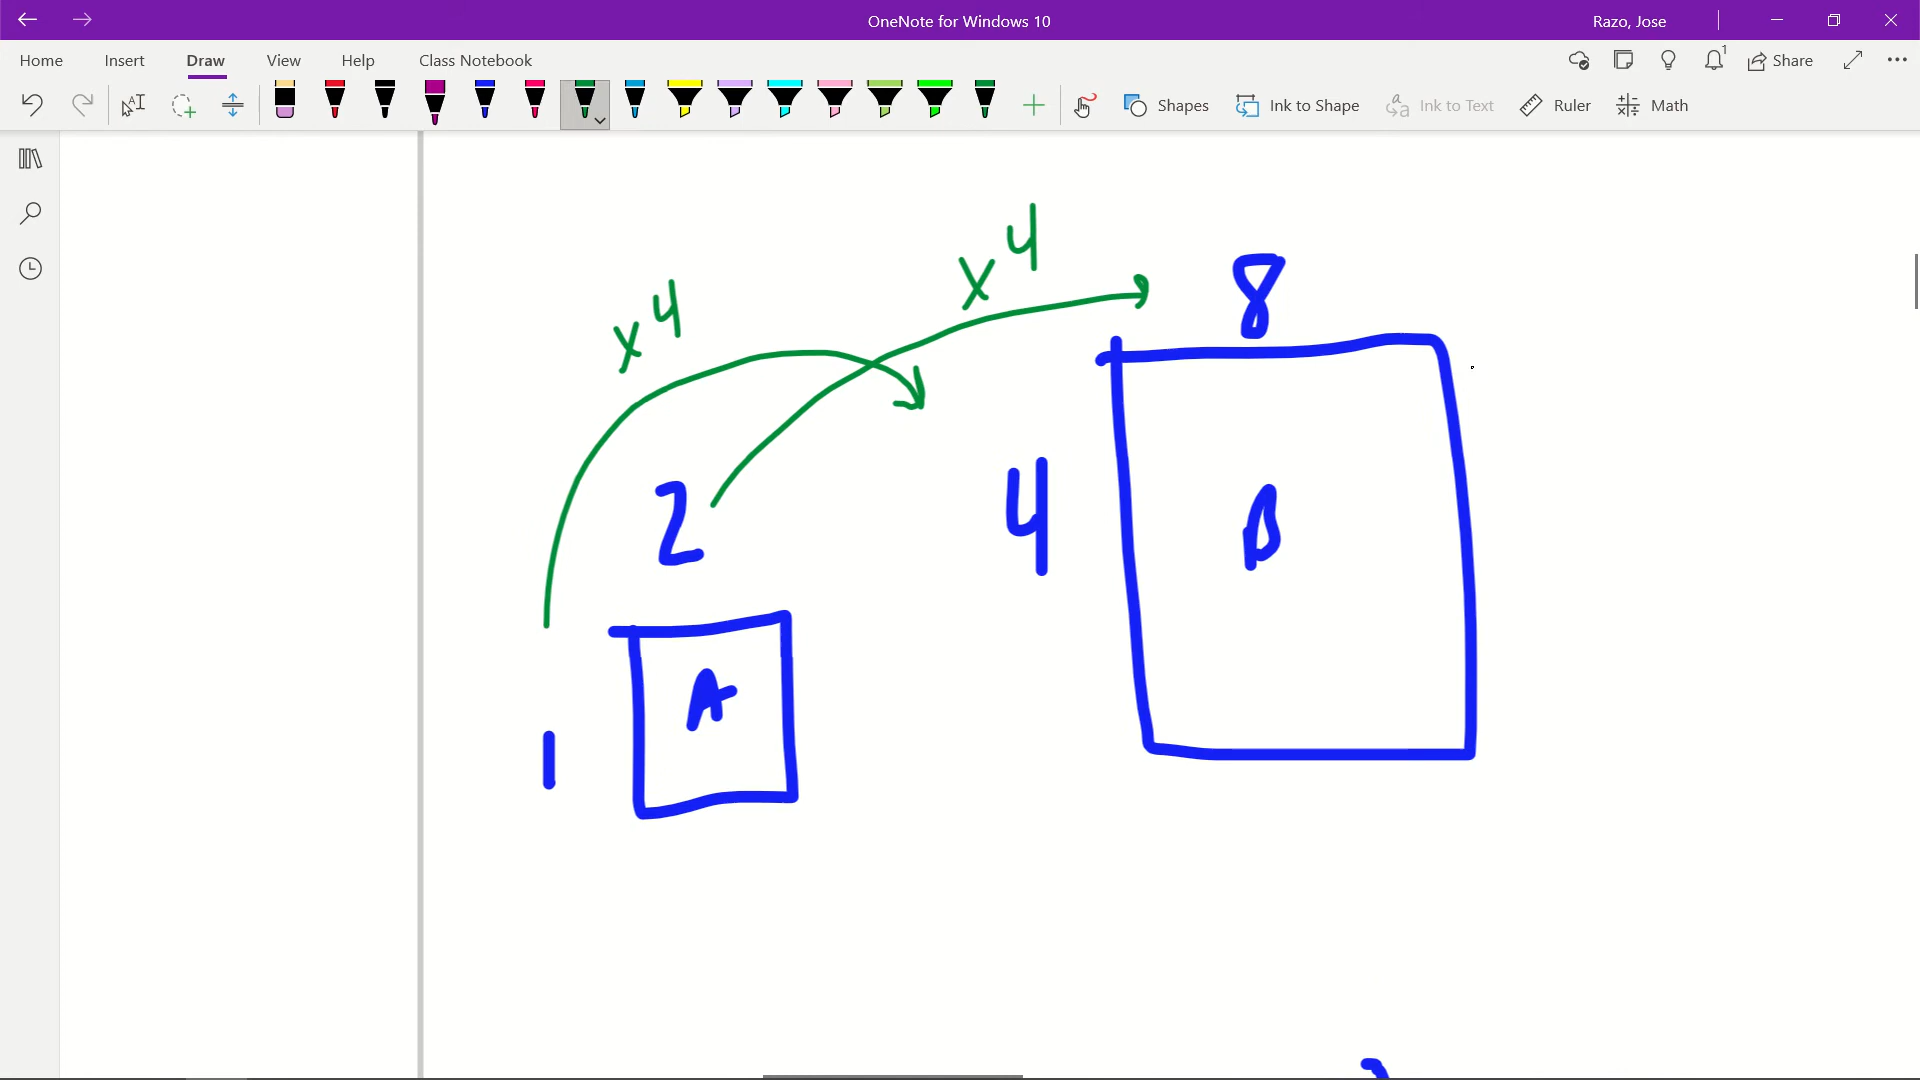 OneNote for Windows 10
Razo, Jose
Home Insert Draw View Help Class Notebook
1
Share
Shapes Ink to Shape Ink to Text Ruler Math
x4
x4
8
2
4
B
A
1